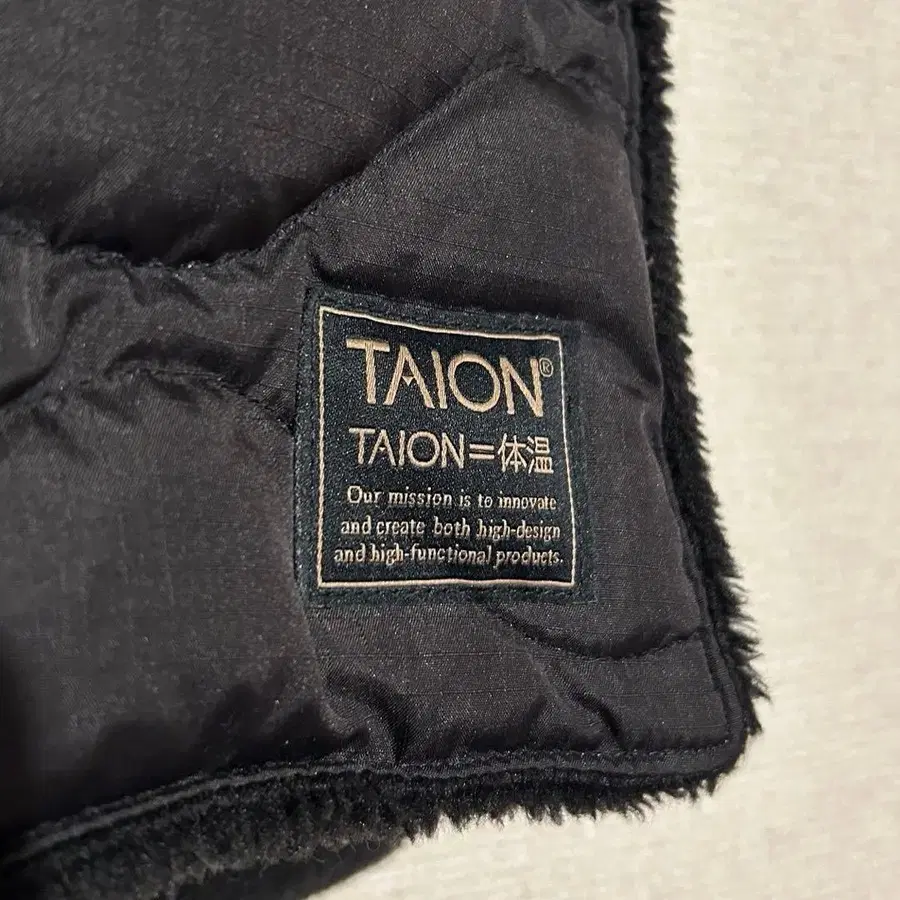 TAION®
TAION=体温
Our mission is to innovate
and create both high-design
and high-functional products.